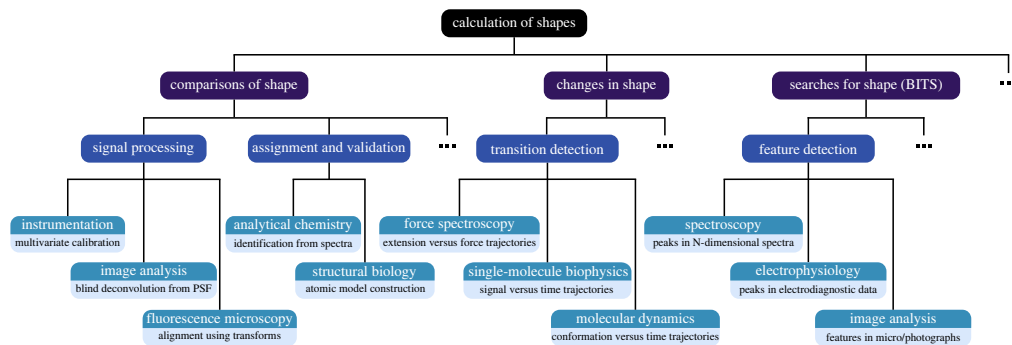 calculation of shapes
comparisons of shape
changes in shape
searches for shape (BITS)
signal processing
assignment and validation
transition detection
feature detection
instrumentation
multivariate calibration
image analysis
blind deconvolution from PSF
fluorescence microscopy
alignment using transforms
analytical chemistry
identification from spectra
structural biology
atomic model construction
force spectroscopy
extension versus force trajectories
single-molecule biophysics
signal versus time trajectories
molecular dynamics
conformation versus time trajectories
spectroscopy
peaks in N-dimensional spectra
electrophysiology
peaks in electrodiagnostic data
image analysis
features in micro/photographs